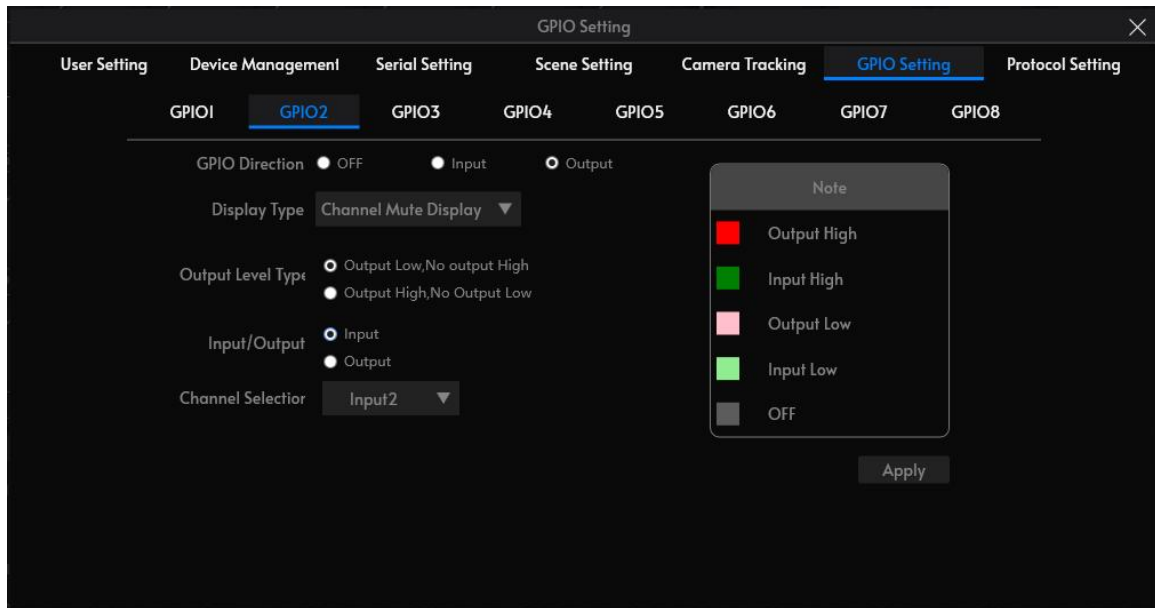 GPIO Setting
User Setting Device Management Serial Setting Scene Setting Camera Tracking GPIO Setting Protocol Setting
GPIO1 GPIO2 GPIO3 GPIO4 GPIO5 GPIO6 GPIO7 GPIO8
GPIO Direction OFF Input Output
Display Type Channel Mute Display
Output Level Type Output Low,No output High
Output High,No Output Low
Input/Output Input
Output
Channel Selection Input2
Note
Output High
Input High
Output Low
Input Low
OFF
Apply